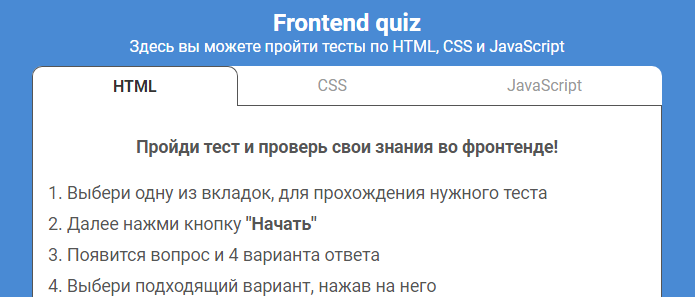 Frontend quiz
Здесь вы можете пройти тесты по HTML, CSS и JavaScript
HTML CSS JavaScript
Пройди тест и проверь свои знания во фронтенде!
1. Выбери одну из вкладок, для прохождения нужного теста
2. Далее нажми кнопку "Начать"
3. Появится вопрос и 4 варианта ответа
4. Выбери подходящий вариант, нажав на него